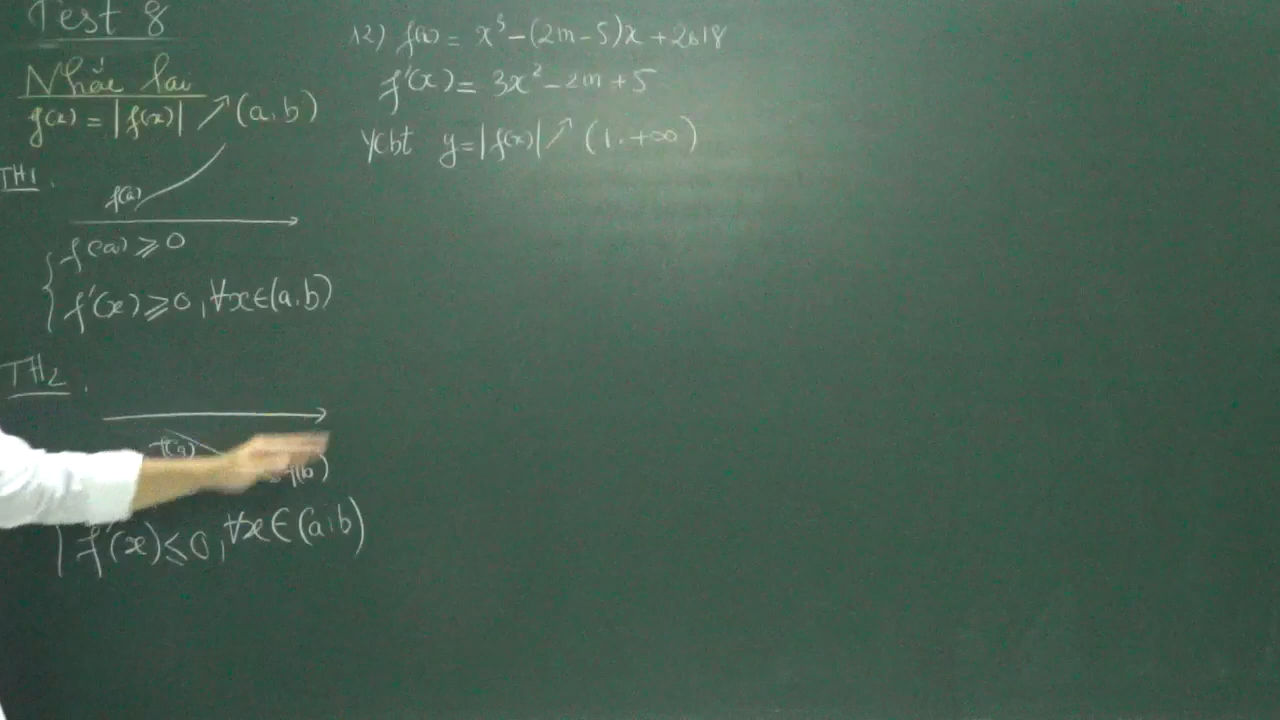 Test 8
Nhắc lại
g(x) = |f(x)| ↗ (a,b)
TH1.
f(a)
f(a) ⩾ 0
f'(x) ⩾ 0, ∀x∈(a,b)
TH2.
f(a)
f(b)
f'(x) ⩽ 0, ∀x∈(a,b)
12) f(x) = x³-(2m-5)x+2018
f'(x) = 3x²-2m+5
Ycbt y=|f(x)| ↗ (1,+∞)